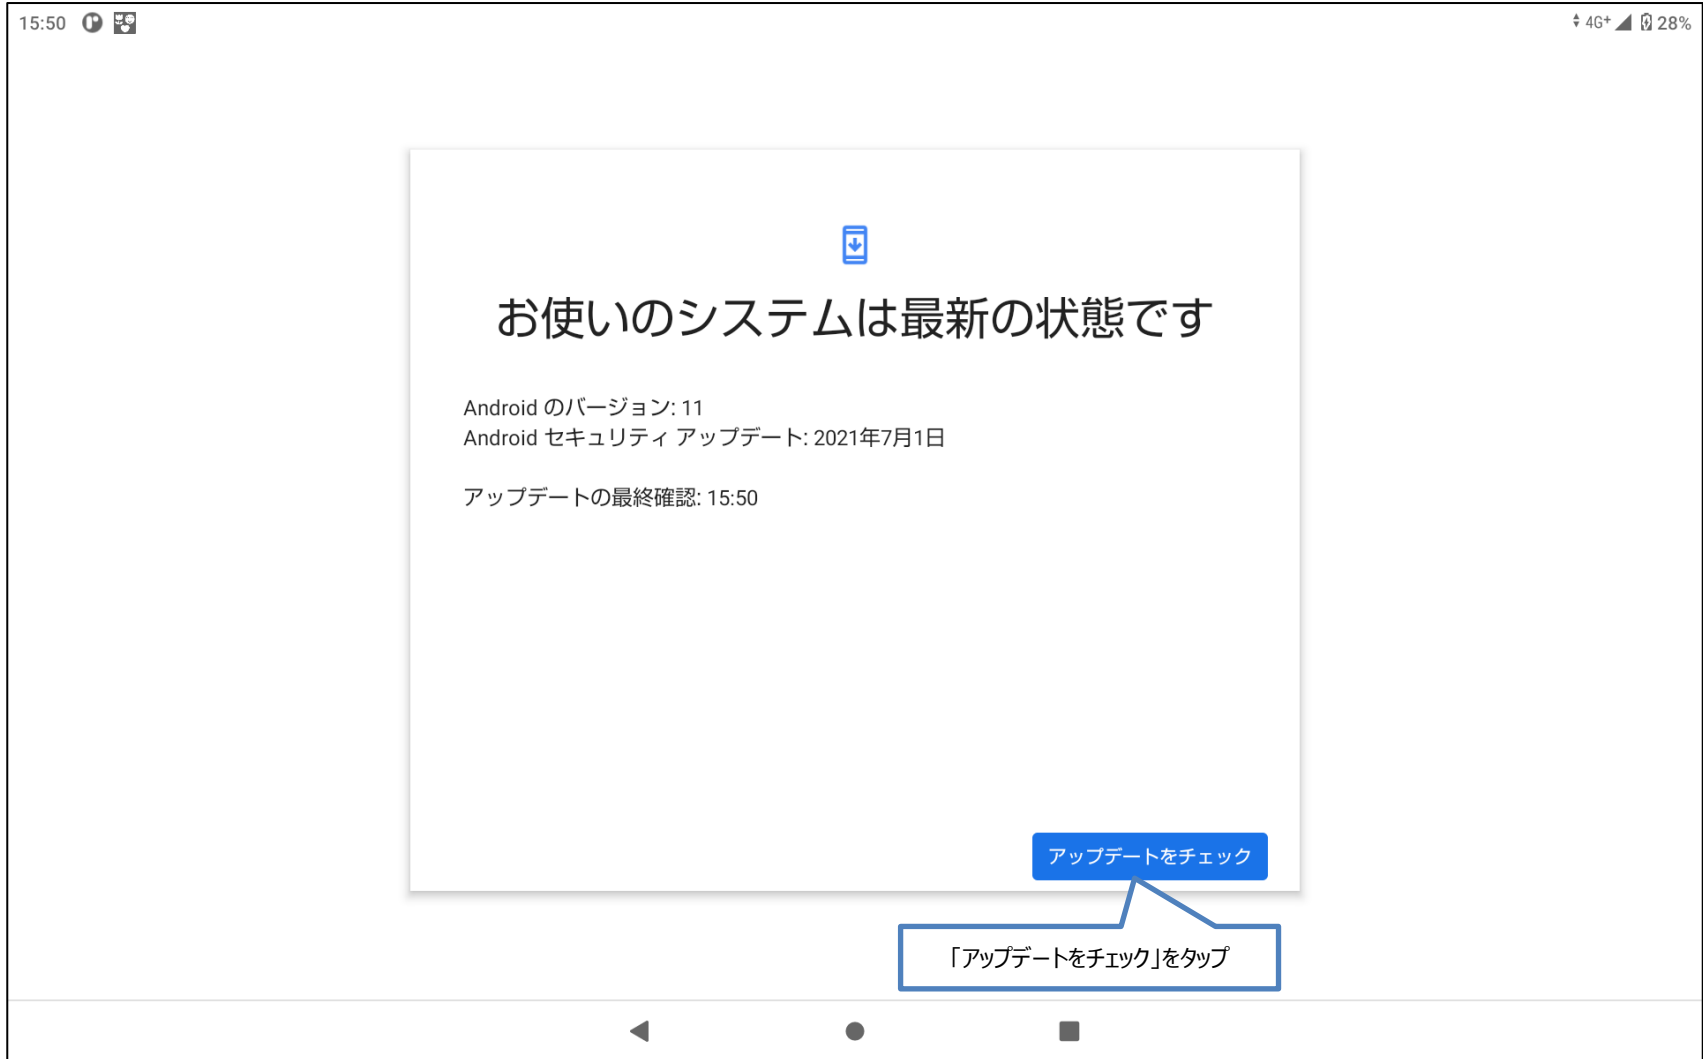 15:50
4G+ 28%
お使いのシステムは最新の状態です
Android のバージョン: 11
Android セキュリティ アップデート: 2021年7月1日
アップデートの最終確認: 15:50
アップデートをチェック
「アップデートをチェック」をタップ